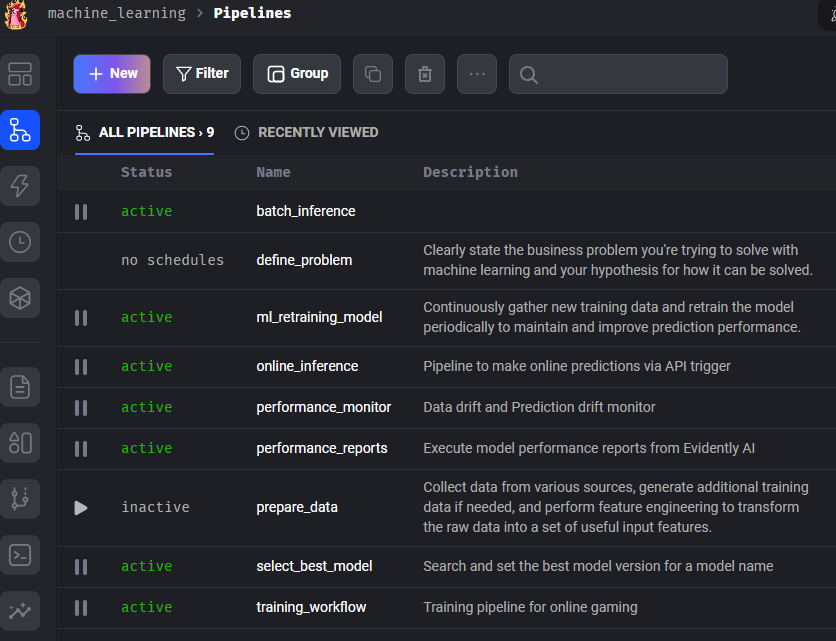 machine_learning › Pipelines
+ New Filter Group ...
ALL PIPELINES › 9 RECENTLY VIEWED
Status Name Description
active batch_inference
no schedules define_problem Clearly state the business problem you're trying to solve with
machine learning and your hypothesis for how it can be solved.
active ml_retraining_model Continuously gather new training data and retrain the model
periodically to maintain and improve prediction performance.
active online_inference Pipeline to make online predictions via API trigger
active performance_monitor Data drift and Prediction drift monitor
active performance_reports Execute model performance reports from Evidently AI
inactive prepare_data Collect data from various sources, generate additional training
data if needed, and perform feature engineering to transform
the raw data into a set of useful input features.
active select_best_model Search and set the best model version for a model name
active training_workflow Training pipeline for online gaming